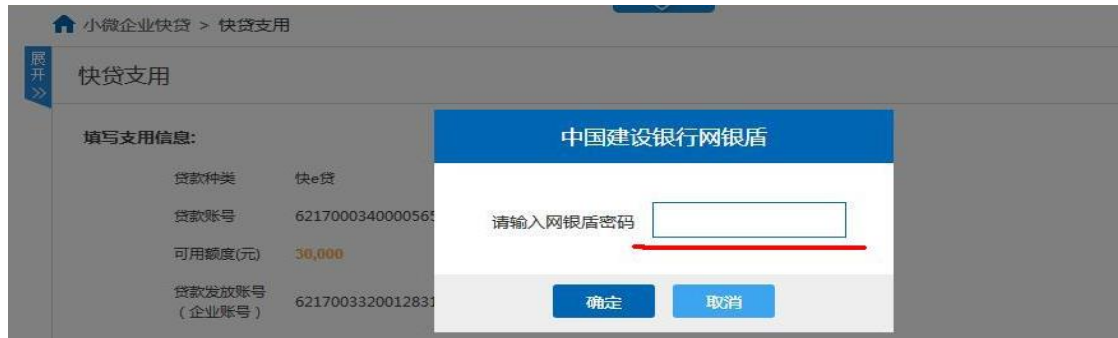 小微企业快贷 > 快贷支用
展开
快贷支用
填写支用信息:
中国建设银行网银盾
贷款种类 快e贷
贷款账号 6217000340000565
请输入网银盾密码
可用额度(元) 30,000
贷款发放账号
(企业账号)
6217003320012831
确定 取消